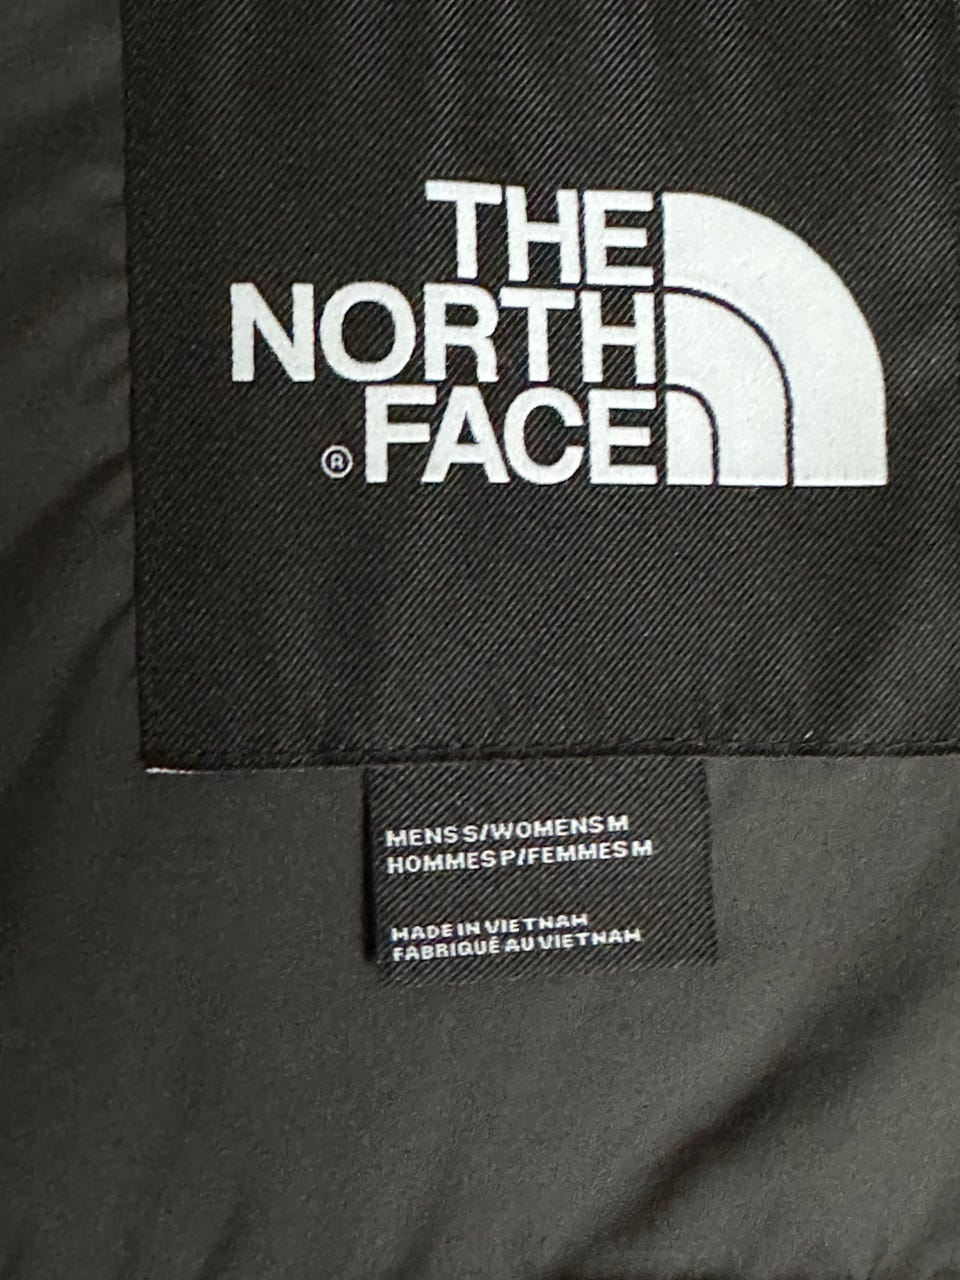 THE
NORTH
FACE
®
MENS S/WOMENS M
HOMMES P/FEMMES M
MADE IN VIETNAM
FABRIQUÉ AU VIETNAM